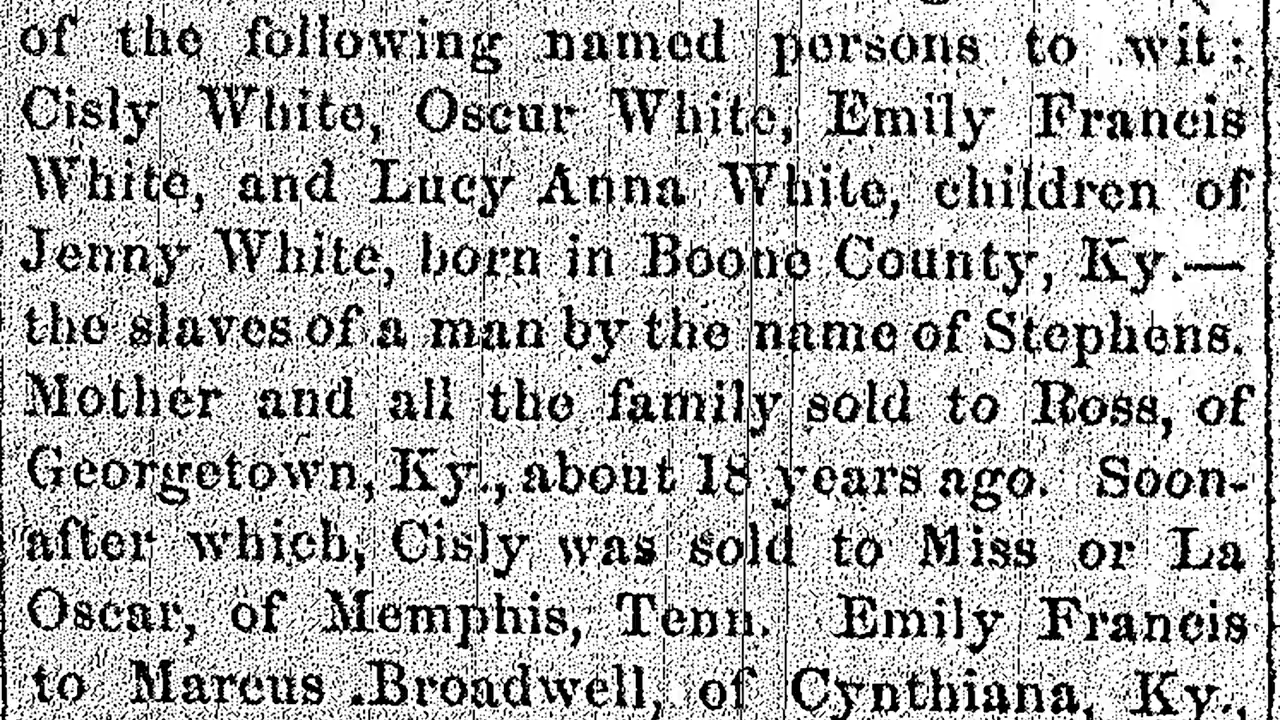 of the following named persons to wit:
Cisly White, Oscur White, Emily Francis
White, and Lucy Anna White, children of
Jenny White, born in Boone County, Ky.—
the slaves of a man by the name of Stephens.
Mother and all the family sold to Ross, of
Georgetown, Ky., about 18 years ago. Soon-
after which, Cisly was sold to Miss or La
Oscar, of Memphis, Tenn. Emily Francis
to Marcus Broadwell, of Cynthiana, Ky.,